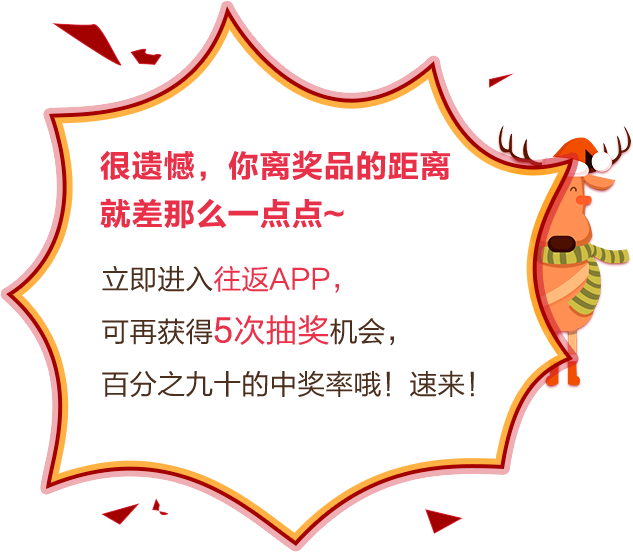 很遗憾，你离奖品的距离
就差那么一点点~
立即进入往返APP，
可再获得5次抽奖机会，
百分之九十的中奖率哦！速来！